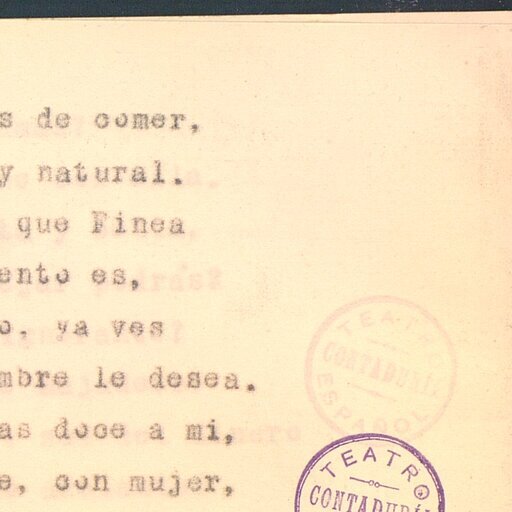 s de comer,
y natural.
que Finea
ento es,
o, ya ves
mbre le desea.
as doce a mi,
e, con mujer,
TEATRO
CONTADURÍA
ESPAÑOL
TEATRO
CONTADURÍ